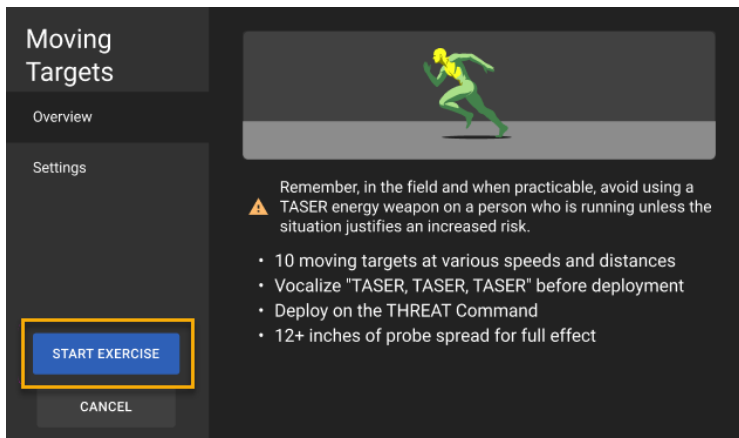 Moving
Targets
Overview
Settings
START EXERCISE
CANCEL
Remember, in the field and when practicable, avoid using a
TASER energy weapon on a person who is running unless the
situation justifies an increased risk.
• 10 moving targets at various speeds and distances
• Vocalize "TASER, TASER, TASER" before deployment
• Deploy on the THREAT Command
• 12+ inches of probe spread for full effect